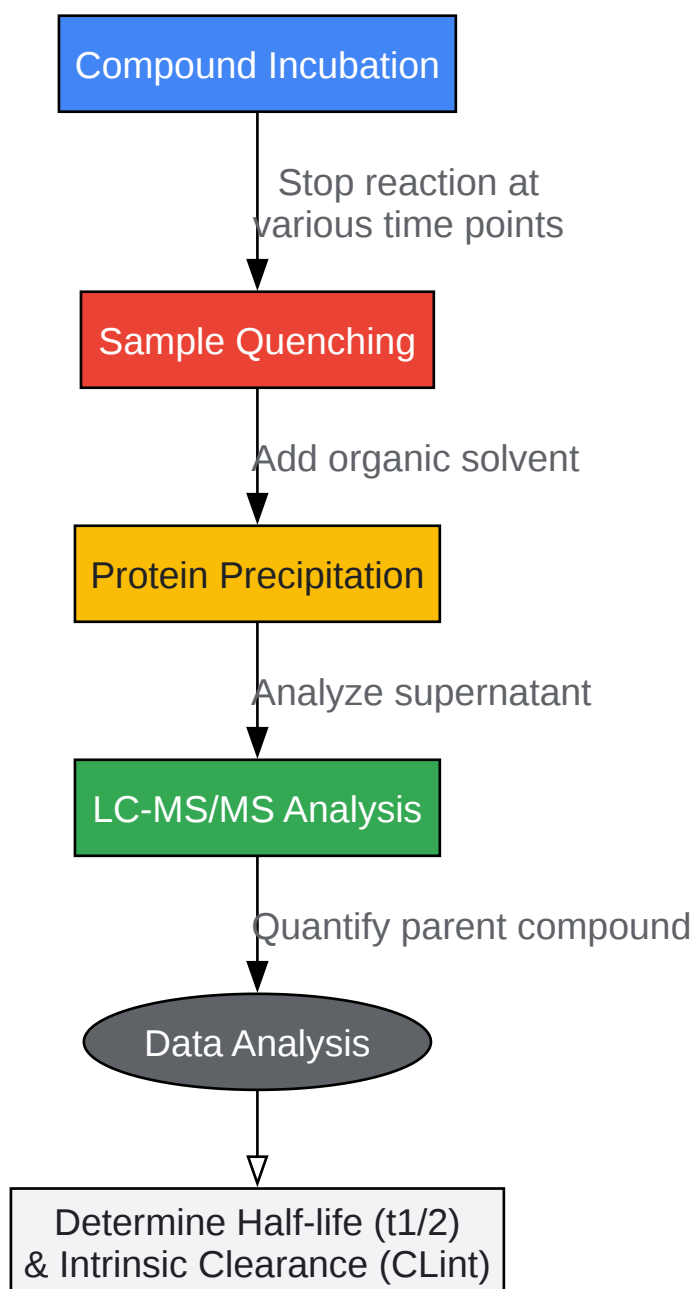 Compound Incubation
Stop reaction at
various time points
Sample Quenching
Add organic solvent
Protein Precipitation
Analyze supernatant
LC-MS/MS Analysis
Quantify parent compound
Data Analysis
Determine Half-life (t1/2)
& Intrinsic Clearance (CLint)